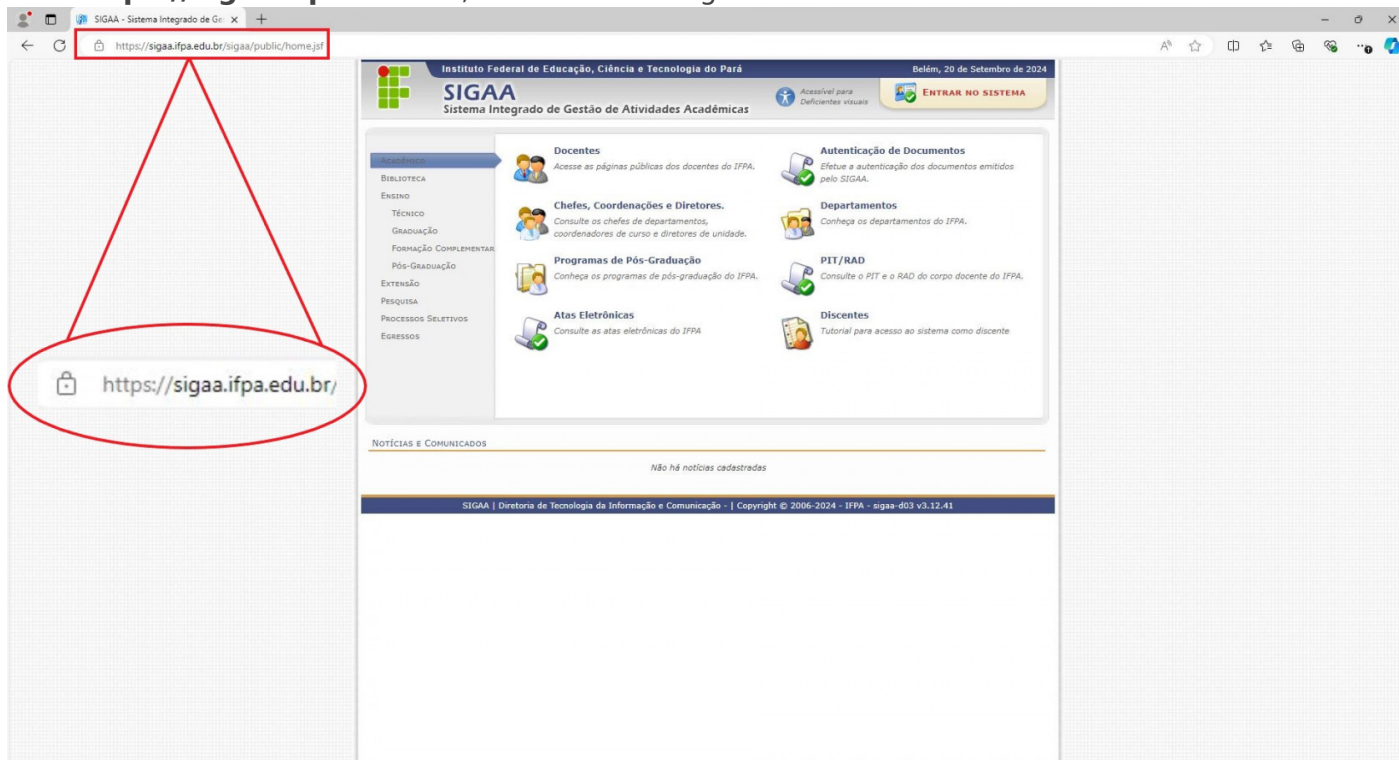 SIGAA - Sistema Integrado de Ge
https://sigaa.ifpa.edu.br/sigaa/public/home.jsf
Instituto Federal de Educação, Ciência e Tecnologia do Pará
Belém, 20 de Setembro de 2024
SIGAA
Sistema Integrado de Gestão de Atividades Acadêmicas
Acessível para
Deficientes visuais
ENTRAR NO SISTEMA
ACADÊMICO
BIBLIOTECA
ENSINO
TÉCNICO
GRADUAÇÃO
FORMAÇÃO COMPLEMENTAR
PÓS-GRADUAÇÃO
EXTENSÃO
PESQUISA
PROCESSOS SELETIVOS
EGRESSOS
Docentes
Acesse as páginas públicas dos docentes do IFPA.
Autenticação de Documentos
Efetue a autenticação dos documentos emitidos
pelo SIGAA.
Chefes, Coordenações e Diretores.
Consulte os chefes de departamentos,
coordenadores de curso e diretores de unidade.
Departamentos
Conheça os departamentos do IFPA.
Programas de Pós-Graduação
Conheça os programas de pós-graduação do IFPA.
PIT/RAD
Consulte o PIT e o RAD do corpo docente do IFPA.
Atas Eletrônicas
Consulte as atas eletrônicas do IFPA
Discentes
Tutorial para acesso ao sistema como discente
https://sigaa.ifpa.edu.br/
NOTÍCIAS E COMUNICADOS
Não há notícias cadastradas
SIGAA | Diretoria de Tecnologia da Informação e Comunicação - | Copyright © 2006-2024 - IFPA - sigaa-d03 v3.12.41